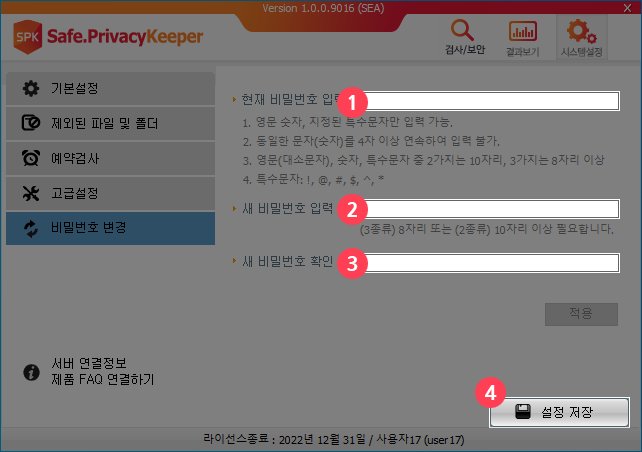 Version 1.0.0.9016 (SEA)
X
SPK Safe.PrivacyKeeper
검사/보안
결과보기
시스템설정
기본설정
제외된 파일 및 폴더
예약검사
고급설정
비밀번호 변경
현재 비밀번호 입력
1
1. 영문 숫자, 지정된 특수문자만 입력 가능.
2. 동일한 문자(숫자)를 4자 이상 연속하여 입력 불가.
3. 영문(대소문자), 숫자, 특수문자 중 2가지는 10자리, 3가지는 8자리 이상
4. 특수문자: !, @, #, $, ^, *
새 비밀번호 입력
2
(3종류) 8자리 또는 (2종류) 10자리 이상 필요합니다.
새 비밀번호 확인
3
적용
서버 연결정보
제품 FAQ 연결하기
4
설정 저장
라이선스종료 : 2022년 12월 31일 / 사용자17 (user17)